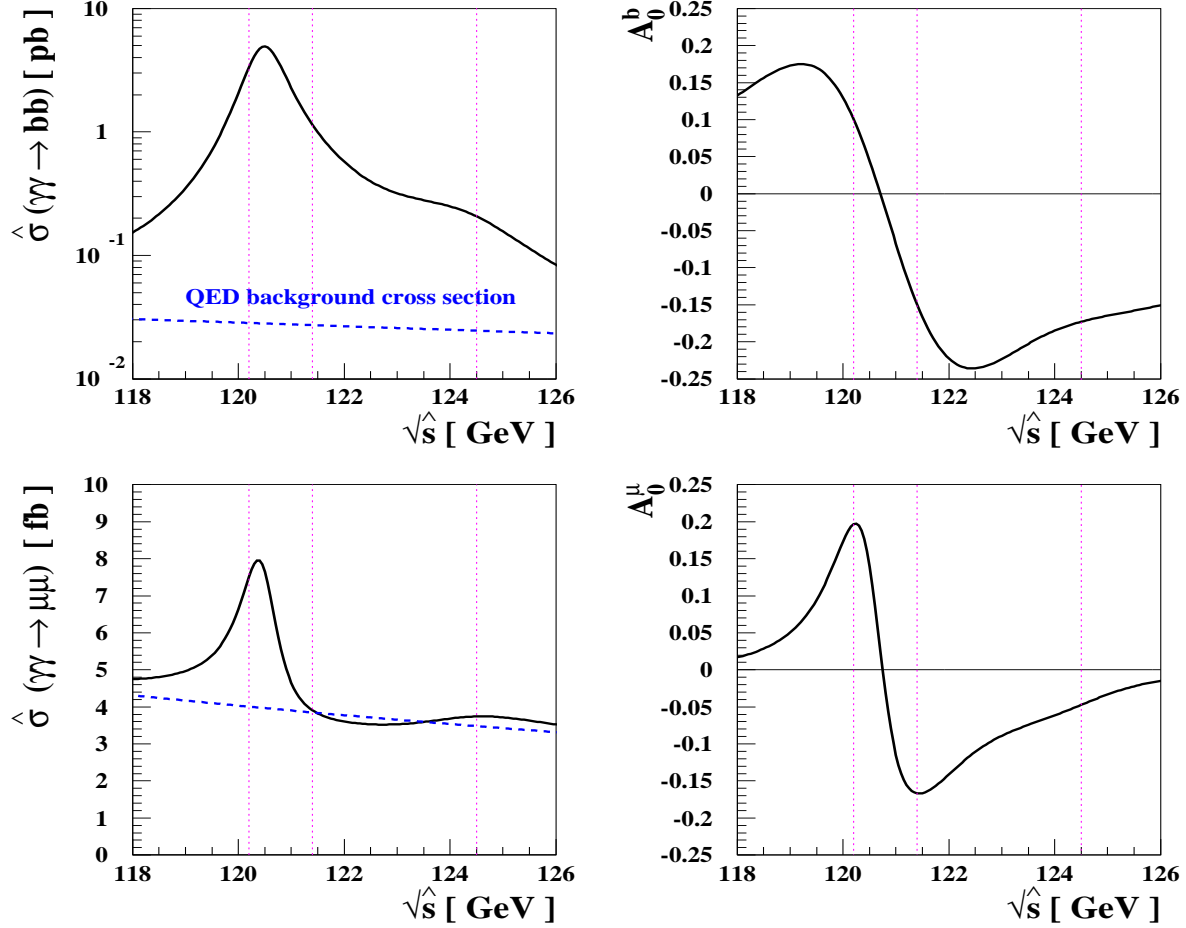 σ̂ (γγ → bb) [ pb ]
10
1
10 -1
10 -2
QED background cross section
118 120 122 124 126
√ŝ [ GeV ]
A₀ᵇ
0.25
0.2
0.15
0.1
0.05
0
-0.05
-0.1
-0.15
-0.2
-0.25
118 120 122 124 126
√ŝ [ GeV ]
σ̂ (γγ → μμ) [ fb ]
10
9
8
7
6
5
4
3
2
1
0
118 120 122 124 126
√ŝ [ GeV ]
A₀^μ
0.25
0.2
0.15
0.1
0.05
0
-0.05
-0.1
-0.15
-0.2
-0.25
118 120 122 124 126
√ŝ [ GeV ]